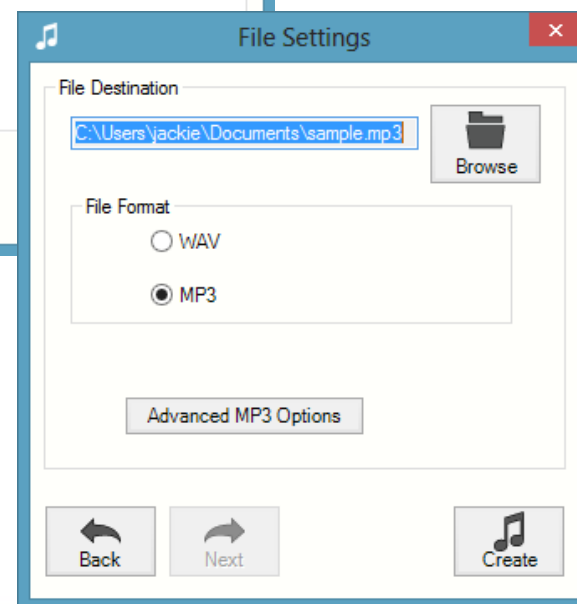 File Settings
File Destination
C:\Users\jackie\Documents\sample.mp3
Browse
File Format
WAV
MP3
Advanced MP3 Options
Back
Next
Create